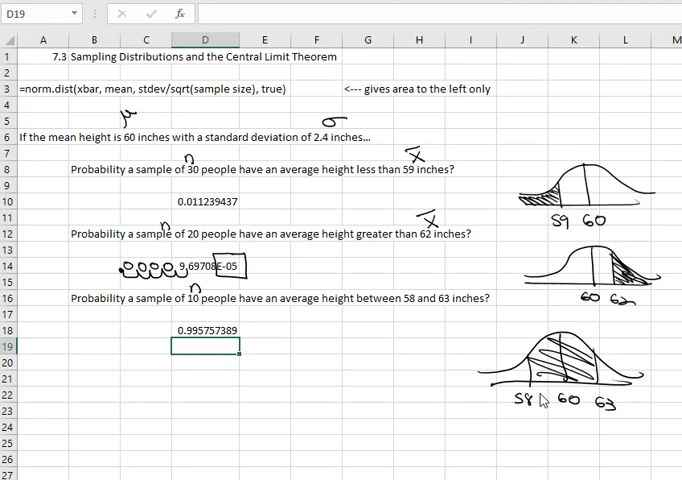 D19
fx
A B C D E F G H I J K L M
1 7.3 Sampling Distributions and the Central Limit Theorem
2
3 =norm.dist(xbar, mean, stdev/sqrt(sample size), true) <--- gives area to the left only
4
5 μ σ
6 If the mean height is 60 inches with a standard deviation of 2.4 inches...
7 n x̄
8 Probability a sample of 30 people have an average height less than 59 inches?
9
10 0.011239437
11 59 60
n x̄
12 Probability a sample of 20 people have an average height greater than 62 inches?
13
14 0000 9.69708E-05
15
n
16 Probability a sample of 10 people have an average height between 58 and 63 inches?
60 62
17
18 0.995757389
19
20
21
22 58 60 63
23
24
25
26
27